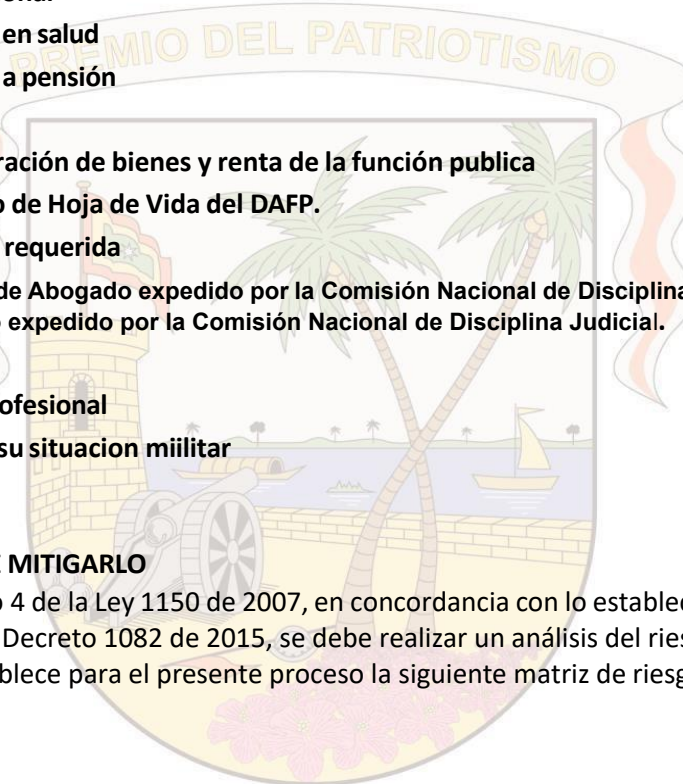 en salud
PREMIO DEL PATRIOTISMO
a pensión
ración de bienes y renta de la función publica
o de Hoja de Vida del DAFP.
requerida
de Abogado expedido por la Comisión Nacional de Disciplina
expedido por la Comisión Nacional de Disciplina Judicial.
ofesional
su situacion miilitar
MITIGARLO
4 de la Ley 1150 de 2007, en concordancia con lo establec
Decreto 1082 de 2015, se debe realizar un análisis del ries
blece para el presente proceso la siguiente matriz de riesg